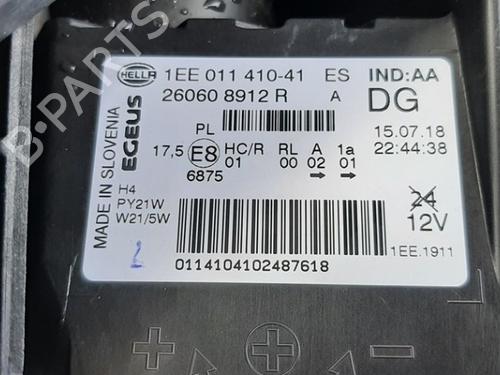 HELLA 1EE 011 410-41 ES IND:AA
26060 8912 R A DG
PL 15.07.18
17,5 E8 HC/R RL A 1a 22:44:38
01 00 02 01
6875 → →
MADE IN SLOVENIA
EGEUS
H4
PY21W
W21/5W
24
12V
1EE.1911
0114104102487618
+ + -